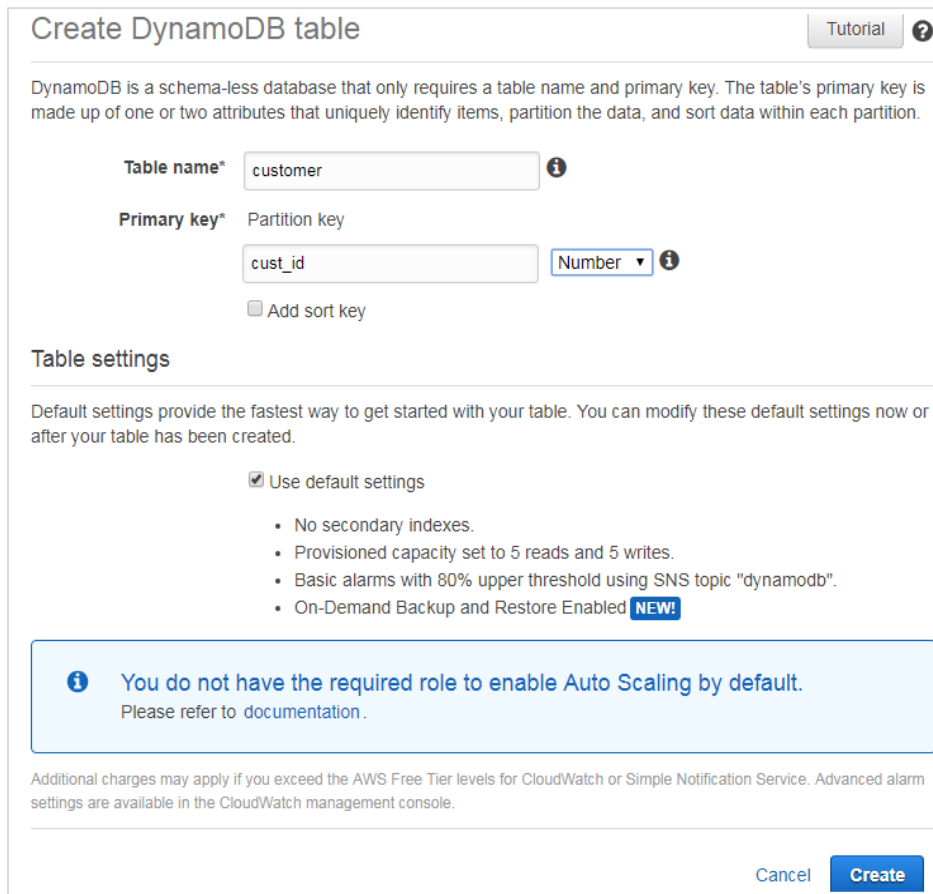 Create DynamoDB table
Tutorial
?
DynamoDB is a schema-less database that only requires a table name and primary key. The table's primary key is
made up of one or two attributes that uniquely identify items, partition the data, and sort data within each partition.
Table name* customer i
Primary key* Partition key
cust_id Number i
Add sort key
Table settings
Default settings provide the fastest way to get started with your table. You can modify these default settings now or
after your table has been created.
Use default settings
• No secondary indexes.
• Provisioned capacity set to 5 reads and 5 writes.
• Basic alarms with 80% upper threshold using SNS topic "dynamodb".
• On-Demand Backup and Restore Enabled NEW!
i You do not have the required role to enable Auto Scaling by default.
Please refer to documentation.
Additional charges may apply if you exceed the AWS Free Tier levels for CloudWatch or Simple Notification Service. Advanced alarm
settings are available in the CloudWatch management console.
Cancel Create